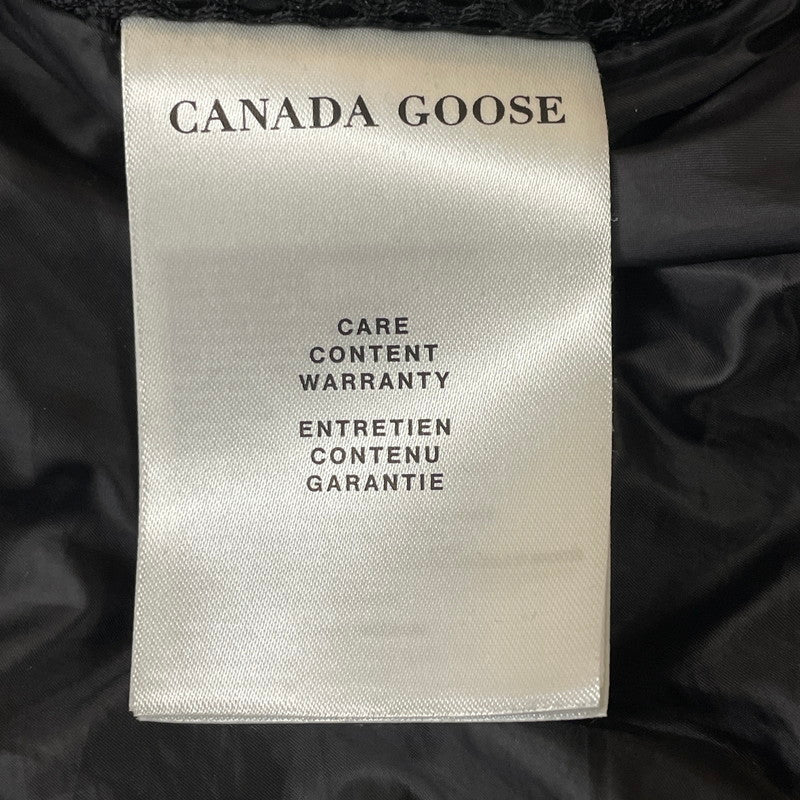 CANADA GOOSE
CARE
CONTENT
WARRANTY
ENTRETIEN
CONTENU
GARANTIE